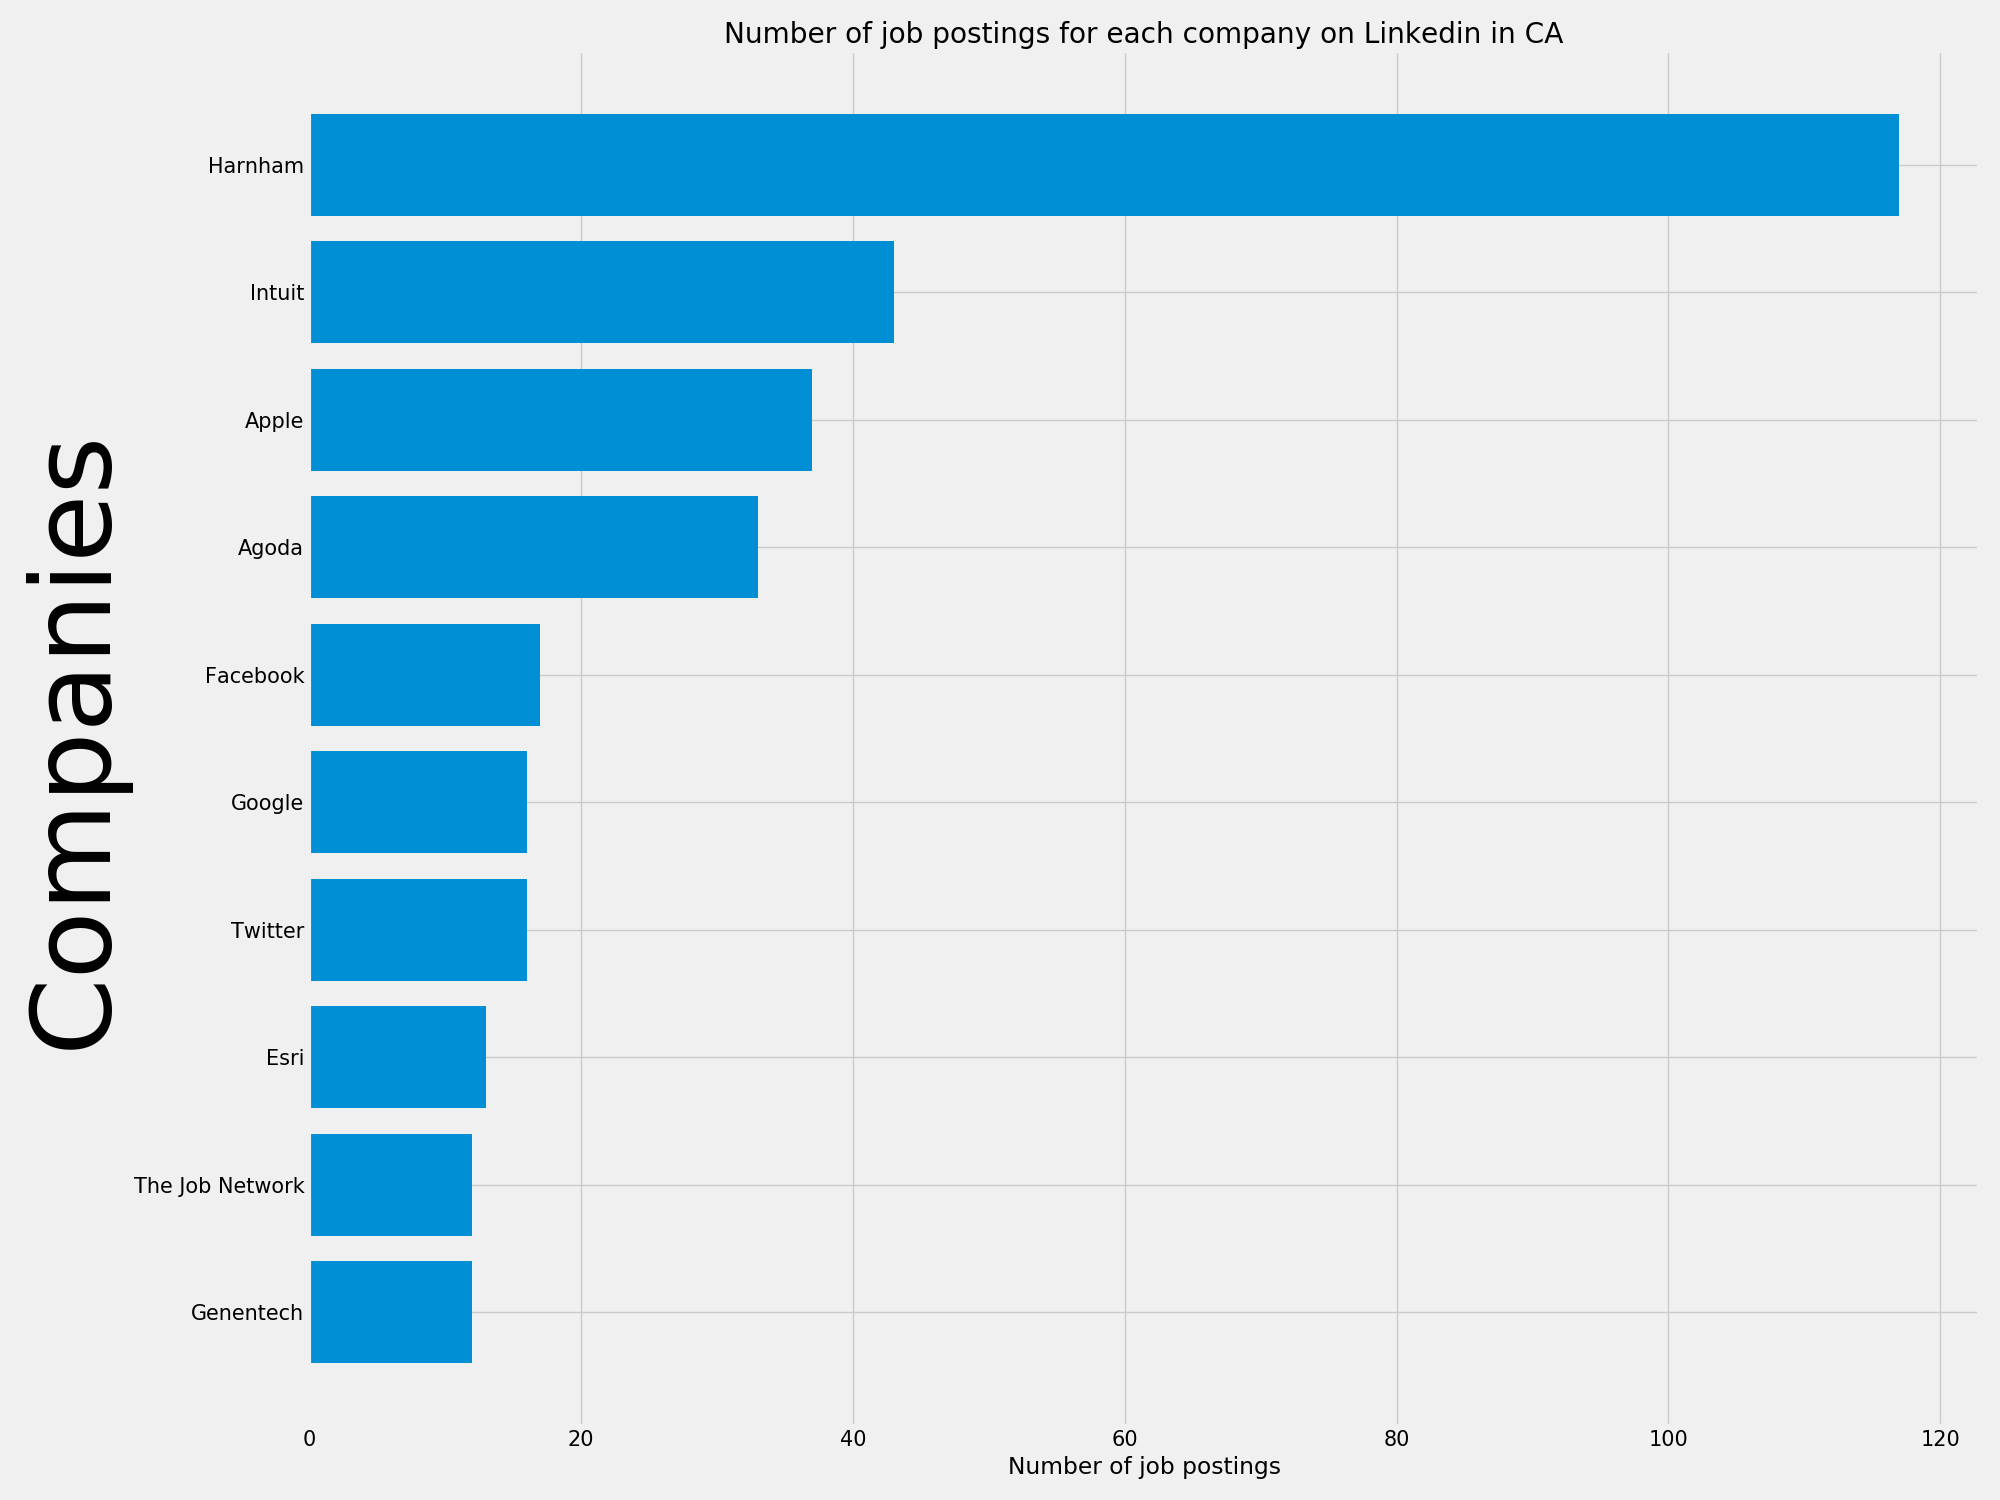 Number of job postings for each company on Linkedin in CA
Companies
Harnham
Intuit
Apple
Agoda
Facebook
Google
Twitter
Esri
The Job Network
Genentech
0 20 40 60 80 100 120
Number of job postings